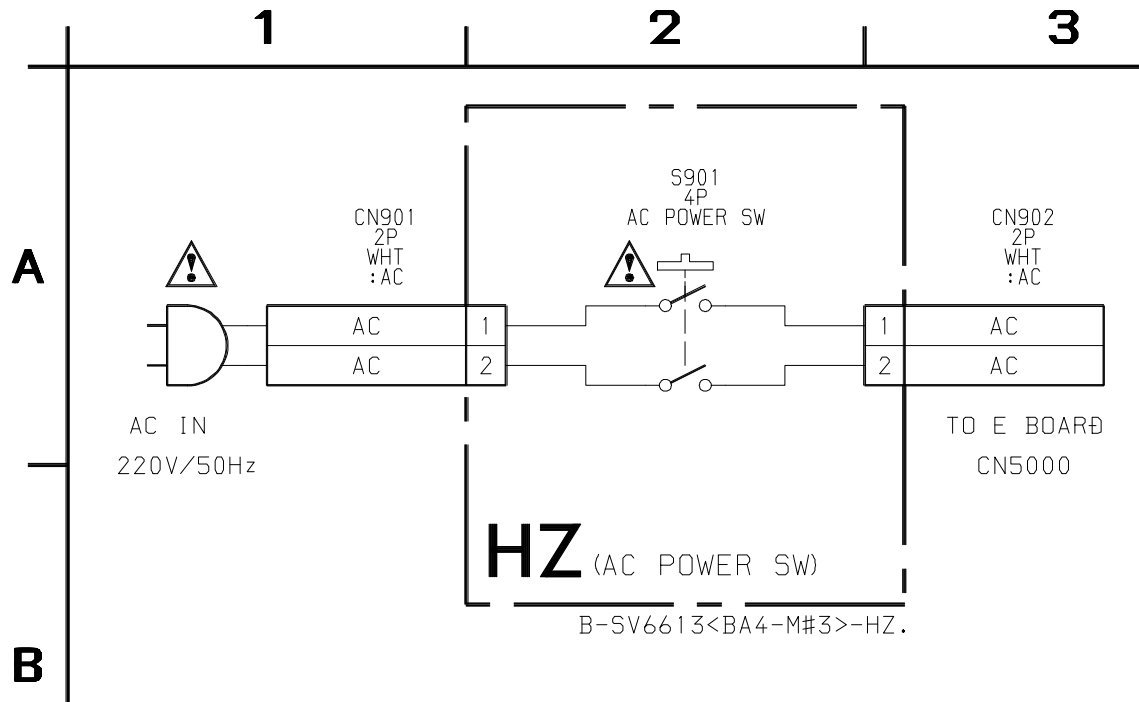 1 2 3
A
B
CN901
2P
WHT
:AC
S901
4P
AC POWER SW
CN902
2P
WHT
:AC
AC 1
AC 2
1 AC
2 AC
AC IN
220V/50Hz
TO E BOARD
CN5000
HZ (AC POWER SW)
B-SV6613<BA4-M#3>-HZ.